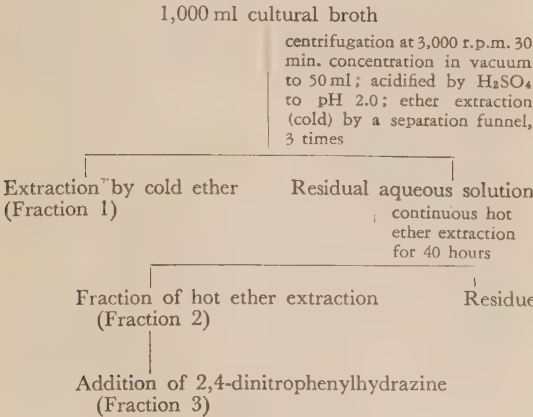 1,000 ml cultural broth
centrifugation at 3,000 r.p.m. 30
min. concentration in vacuum
to 50 ml; acidified by H₂SO₄
to pH 2.0; ether extraction
(cold) by a separation funnel,
3 times
Extraction by cold ether
(Fraction 1)
Residual aqueous solution
continuous hot
ether extraction
for 40 hours
Fraction of hot ether extraction
(Fraction 2)
Residue
Addition of 2,4-dinitrophenylhydrazine
(Fraction 3)